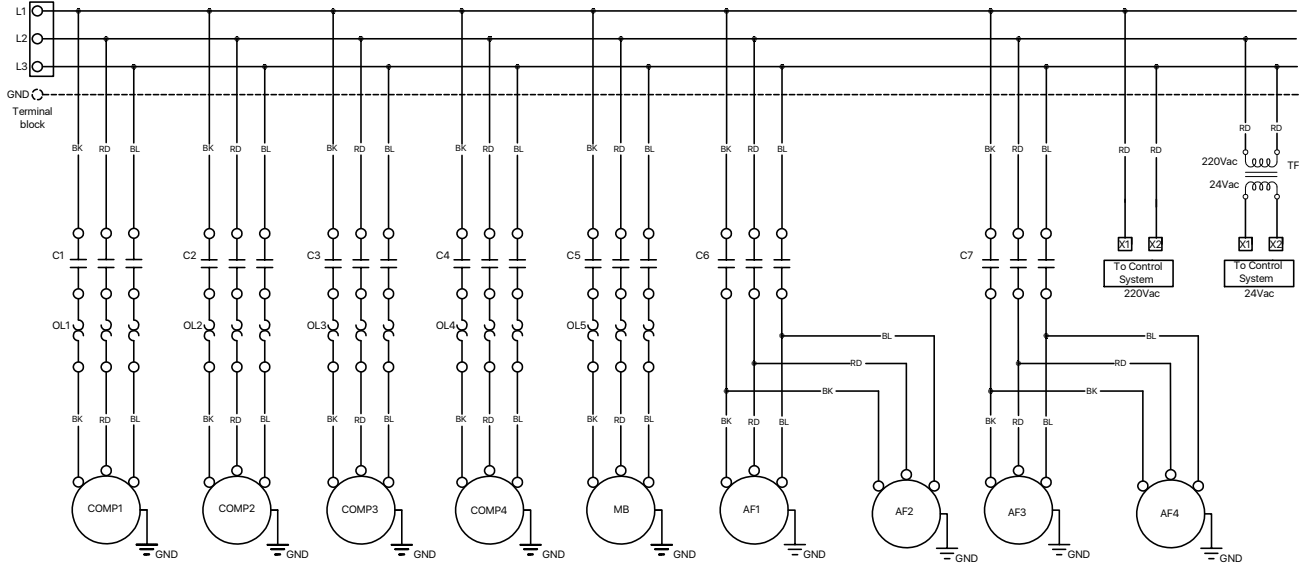 L1
L2
L3
GND
Terminal
block
BK RD BL BK RD BL BK RD BL BK RD BL BK RD BL BK RD BL BK RD BL RD RD
RD RD
220Vac TF
24Vac
C1 C2 C3 C4 C5 C6 C7
X1 X2 X1 X2
To Control
System
220Vac
To Control
System
24Vac
OL1 OL2 OL3 OL4 OL5
BL BL
RD RD
BK BK
BK RD BL BK RD BL BK RD BL BK RD BL BK RD BL BK RD BL BK RD BL
COMP1 COMP2 COMP3 COMP4 MB AF1 AF2 AF3 AF4
GND GND GND GND GND GND GND GND GND